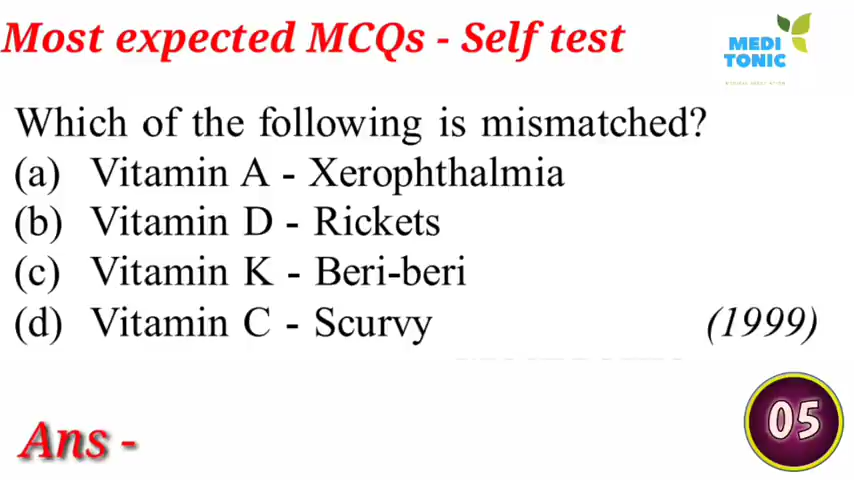 Most expected MCQs - Self test
MEDI
TONIC
Which of the following is mismatched?
(a) Vitamin A - Xerophthalmia
(b) Vitamin D - Rickets
(c) Vitamin K - Beri-beri
(d) Vitamin C - Scurvy (1999)
Ans -
05